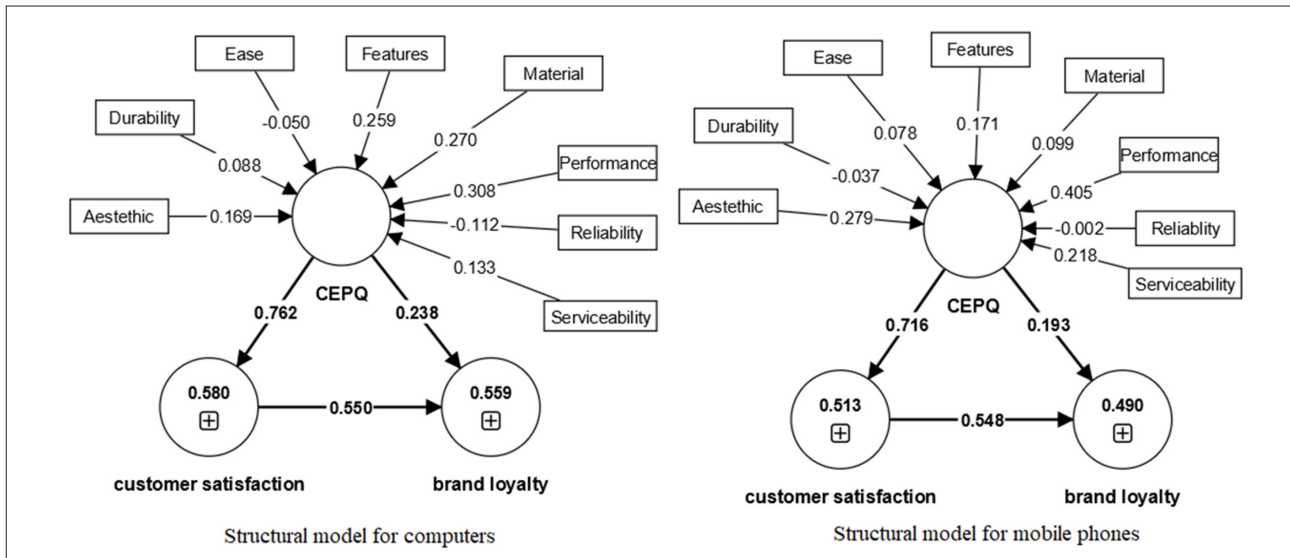 Ease
Features
Material
Durability
-0.050
0.259
0.270
0.088
Performance
0.308
Aestethic
0.169
-0.112
Reliability
0.133
CEPQ
Serviceability
0.762
0.238
0.580
0.559
0.550
customer satisfaction
brand loyalty
Structural model for computers
Features
Ease
Material
Durability
0.078
0.171
0.099
Performance
-0.037
0.405
Aestethic
0.279
-0.002
Reliablity
0.218
Serviceability
CEPQ
0.716
0.193
0.513
0.490
0.548
customer satisfaction
brand loyalty
Structural model for mobile phones